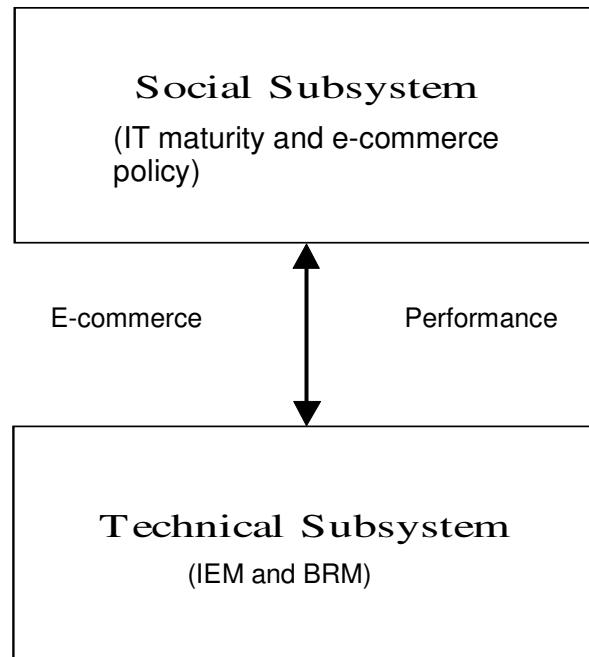 Social Subsystem
(IT maturity and e-commerce
policy)
E-commerce Performance
Technical Subsystem
(IEM and BRM)